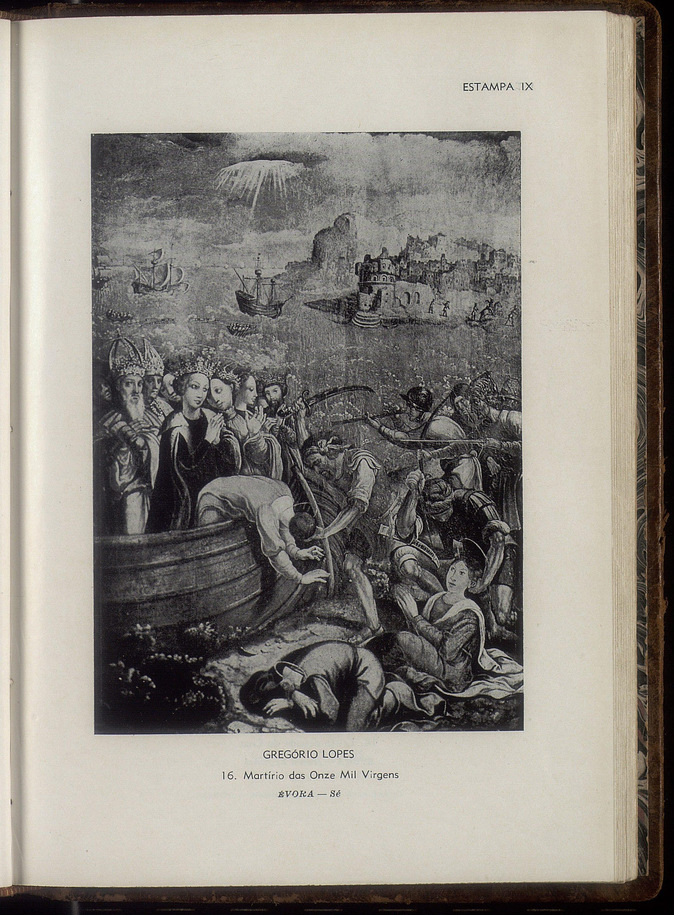 ESTAMPA IX
GREGÓRIO LOPES
16. Martírio das Onze Mil Virgens
ÉVORA — Sé